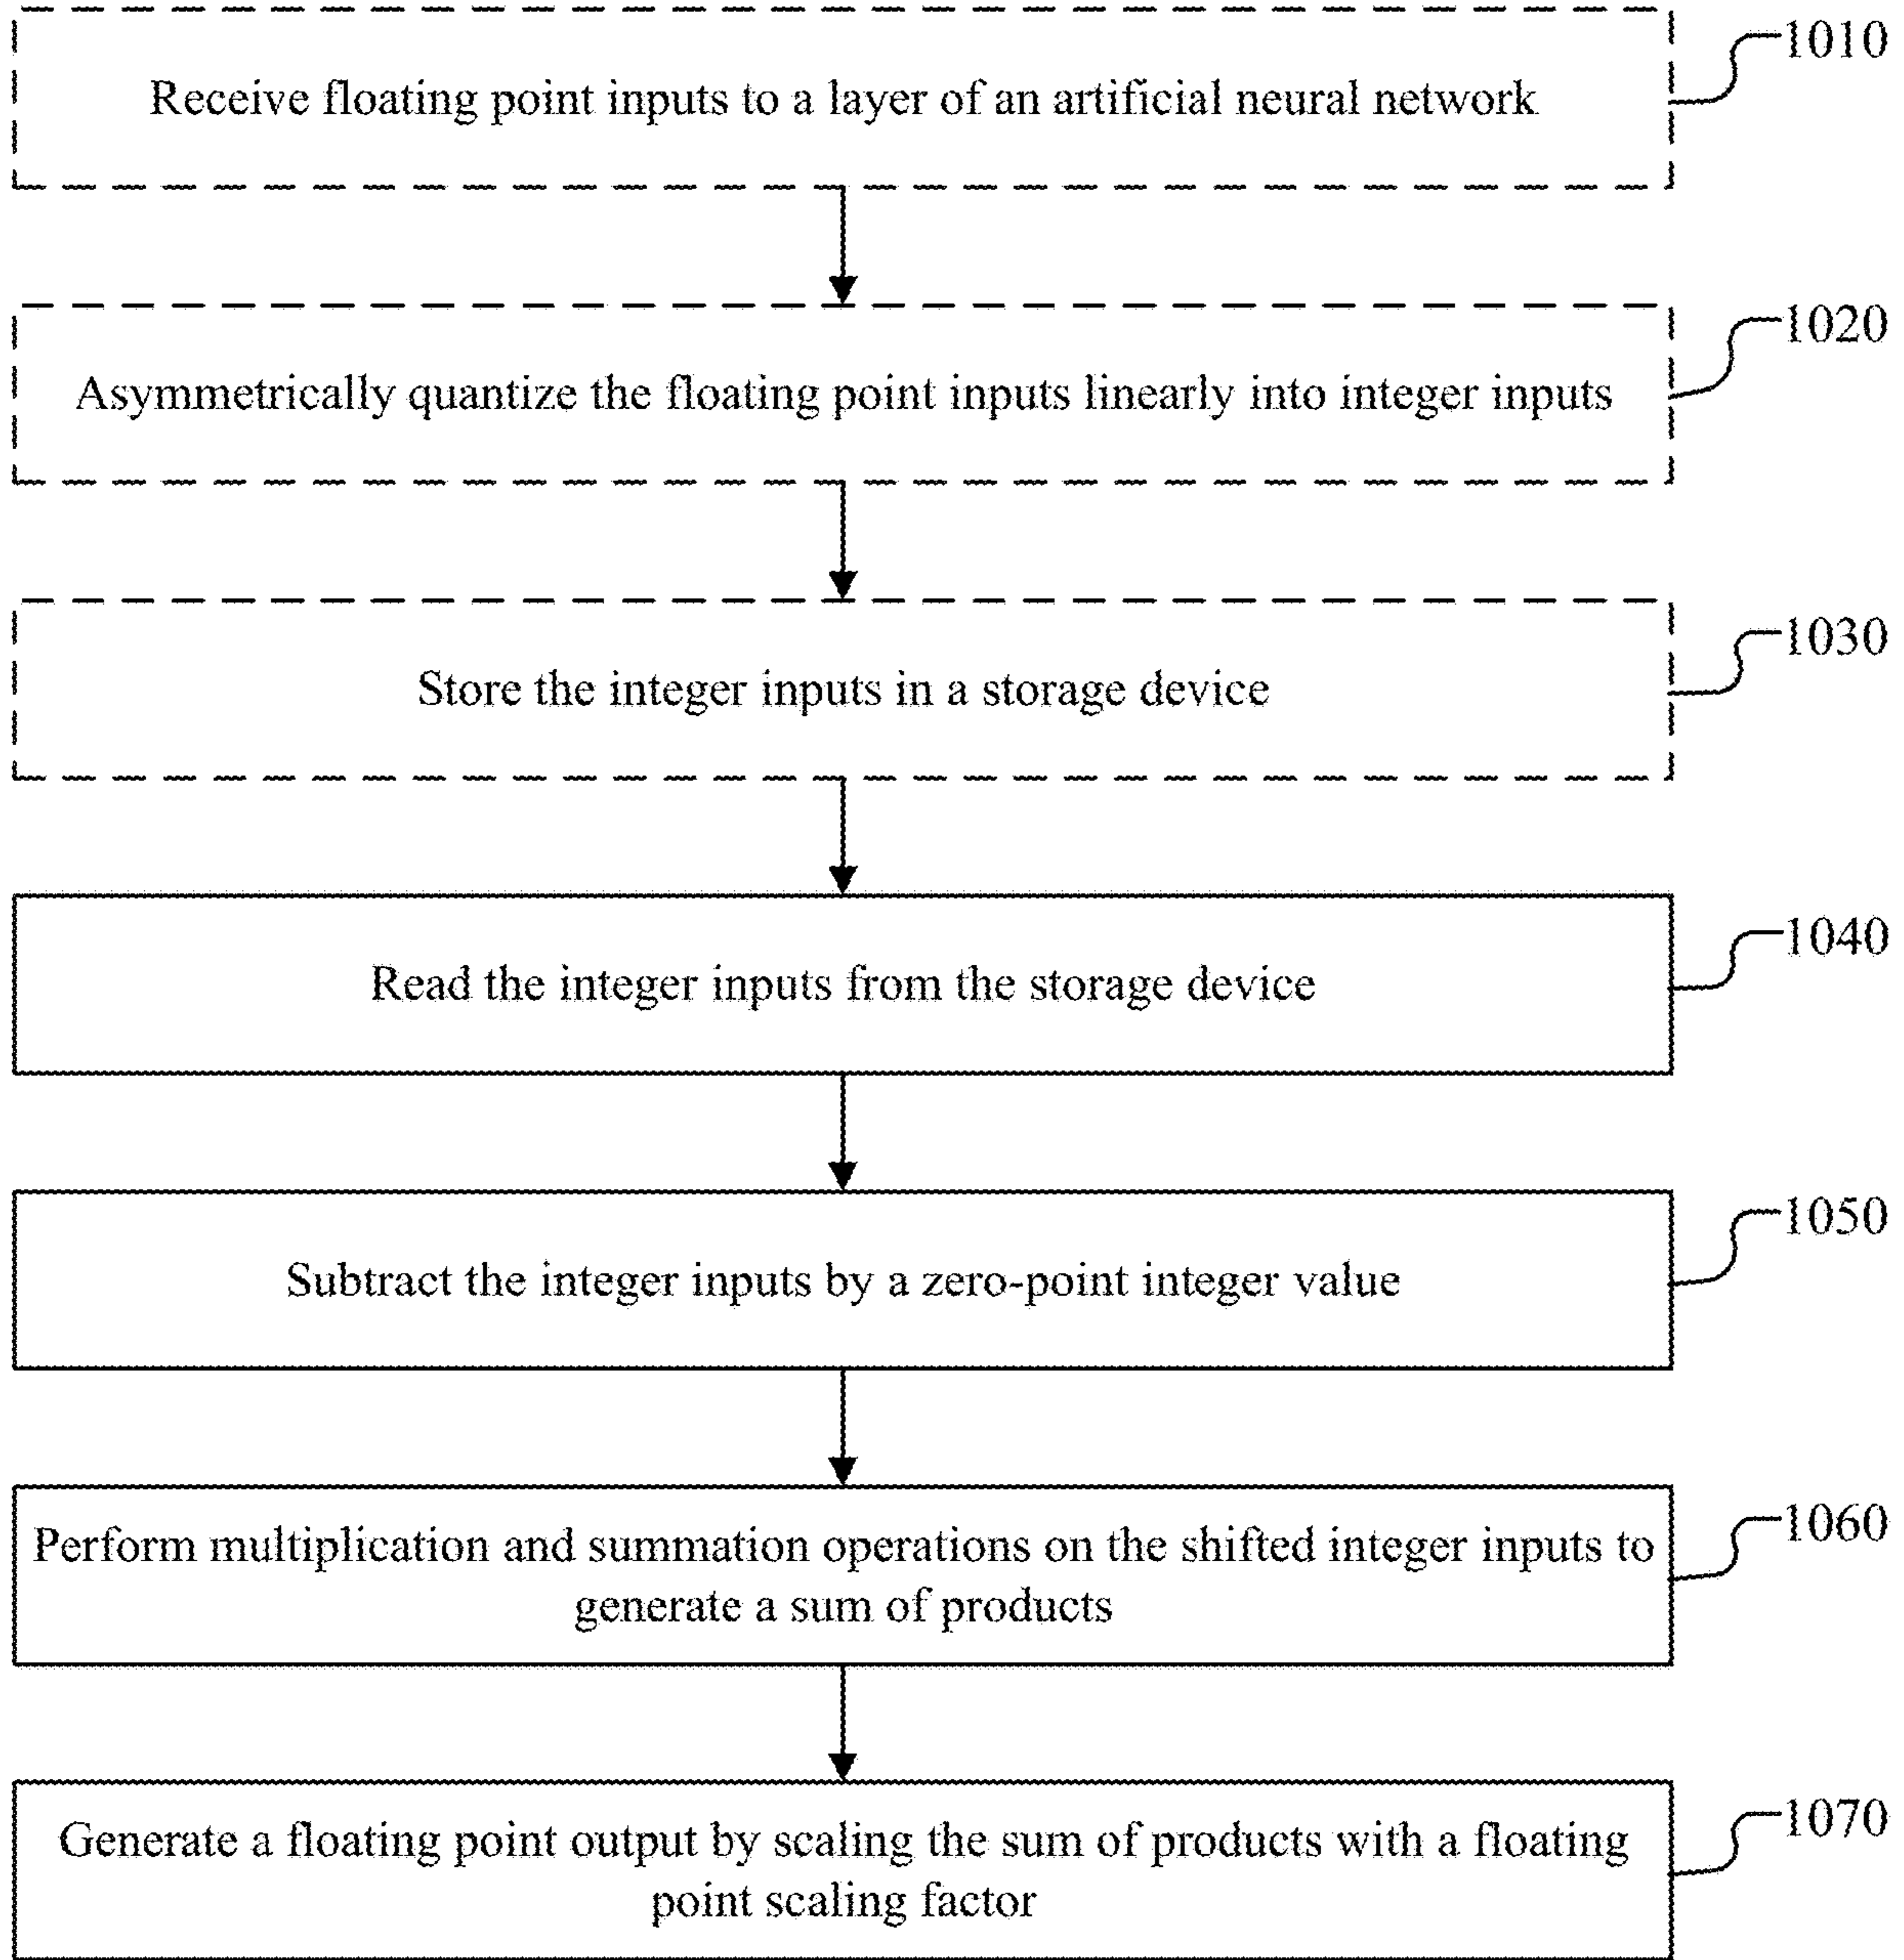 1010
Receive floating point inputs to a layer of an artificial neural network
1020
Asymmetrically quantize the floating point inputs linearly into integer inputs
1030
Store the integer inputs in a storage device
1040
Read the integer inputs from the storage device
1050
Subtract the integer inputs by a zero-point integer value
1060
Perform multiplication and summation operations on the shifted integer inputs to
generate a sum of products
1070
Generate a floating point output by scaling the sum of products with a floating
point scaling factor